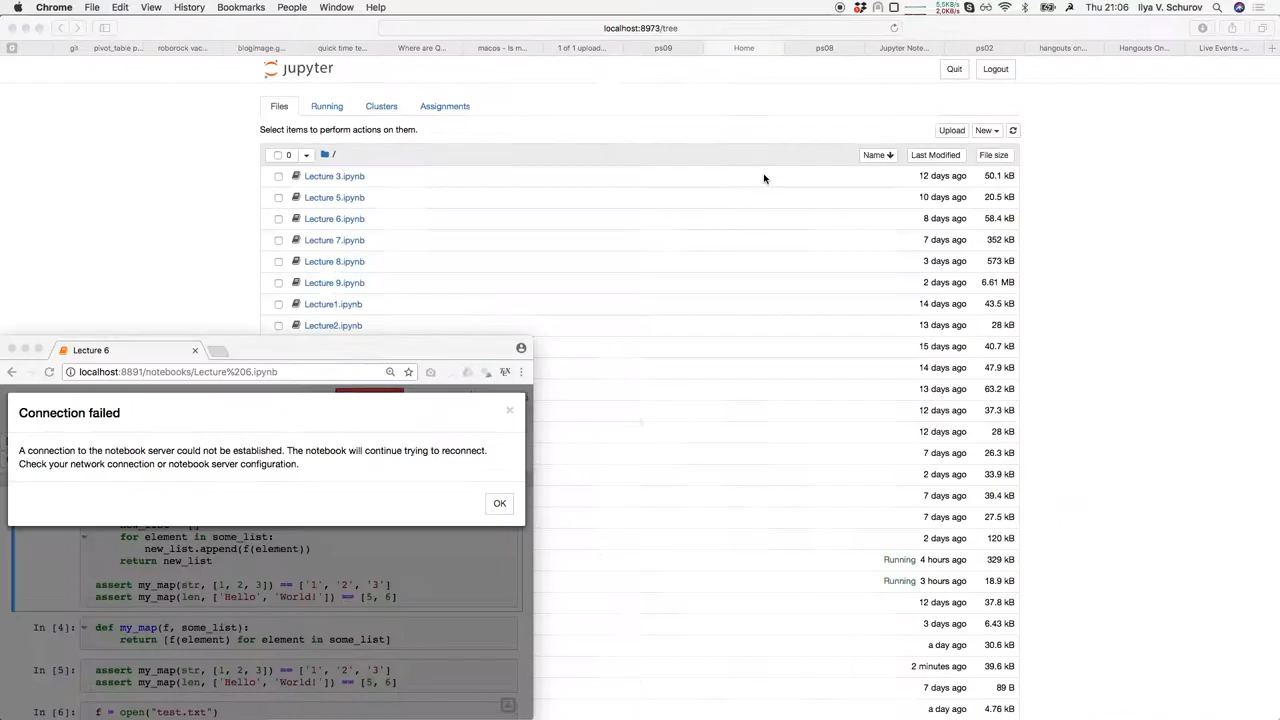 Chrome File Edit View History Bookmarks People Window Help
5,5KB/s
2,0KB/s
Thu 21:06 Ilya V. Schurov
localhost:8973/tree
git pivot_table p... roborock vac... blogimage.g... quick time te... Where are Q... macos - Is m... 1 of 1 upload... ps09 Home ps08 Jupyter Note... ps02 hangouts on... Hangouts On... Live Events -...
jupyter
Quit Logout
Files Running Clusters Assignments
Select items to perform actions on them.
Upload New
0 / Name Last Modified File size
Lecture 3.ipynb 12 days ago 50.1 kB
Lecture 5.ipynb 10 days ago 20.5 kB
Lecture 6.ipynb 8 days ago 58.4 kB
Lecture 7.ipynb 7 days ago 352 kB
Lecture 8.ipynb 3 days ago 573 kB
Lecture 9.ipynb 2 days ago 6.61 MB
Lecture1.ipynb 14 days ago 43.5 kB
Lecture2.ipynb 13 days ago 28 kB
15 days ago 40.7 kB
14 days ago 47.9 kB
13 days ago 63.2 kB
12 days ago 37.3 kB
12 days ago 28 kB
7 days ago 26.3 kB
2 days ago 33.9 kB
7 days ago 39.4 kB
7 days ago 27.5 kB
2 days ago 120 kB
Running 4 hours ago 329 kB
Running 3 hours ago 18.9 kB
12 days ago 37.8 kB
3 days ago 6.43 kB
a day ago 30.6 kB
2 minutes ago 39.6 kB
7 days ago 89 B
a day ago 4.76 kB
Lecture 6
localhost:8891/notebooks/Lecture%206.ipynb
Connection failed
A connection to the notebook server could not be established. The notebook will continue trying to reconnect.
Check your network connection or notebook server configuration.
OK
new_list = []
for element in some_list:
new_list.append(f(element))
return new_list
assert my_map(str, [1, 2, 3]) == ['1', '2', '3']
assert my_map(len, ['Hello', 'World!']) == [5, 6]
In [4]: def my_map(f, some_list):
return [f(element) for element in some_list]
In [5]: assert my_map(str, [1, 2, 3]) == ['1', '2', '3']
assert my_map(len, ['Hello', 'World!']) == [5, 6]
In [6]: f = open("test.txt")